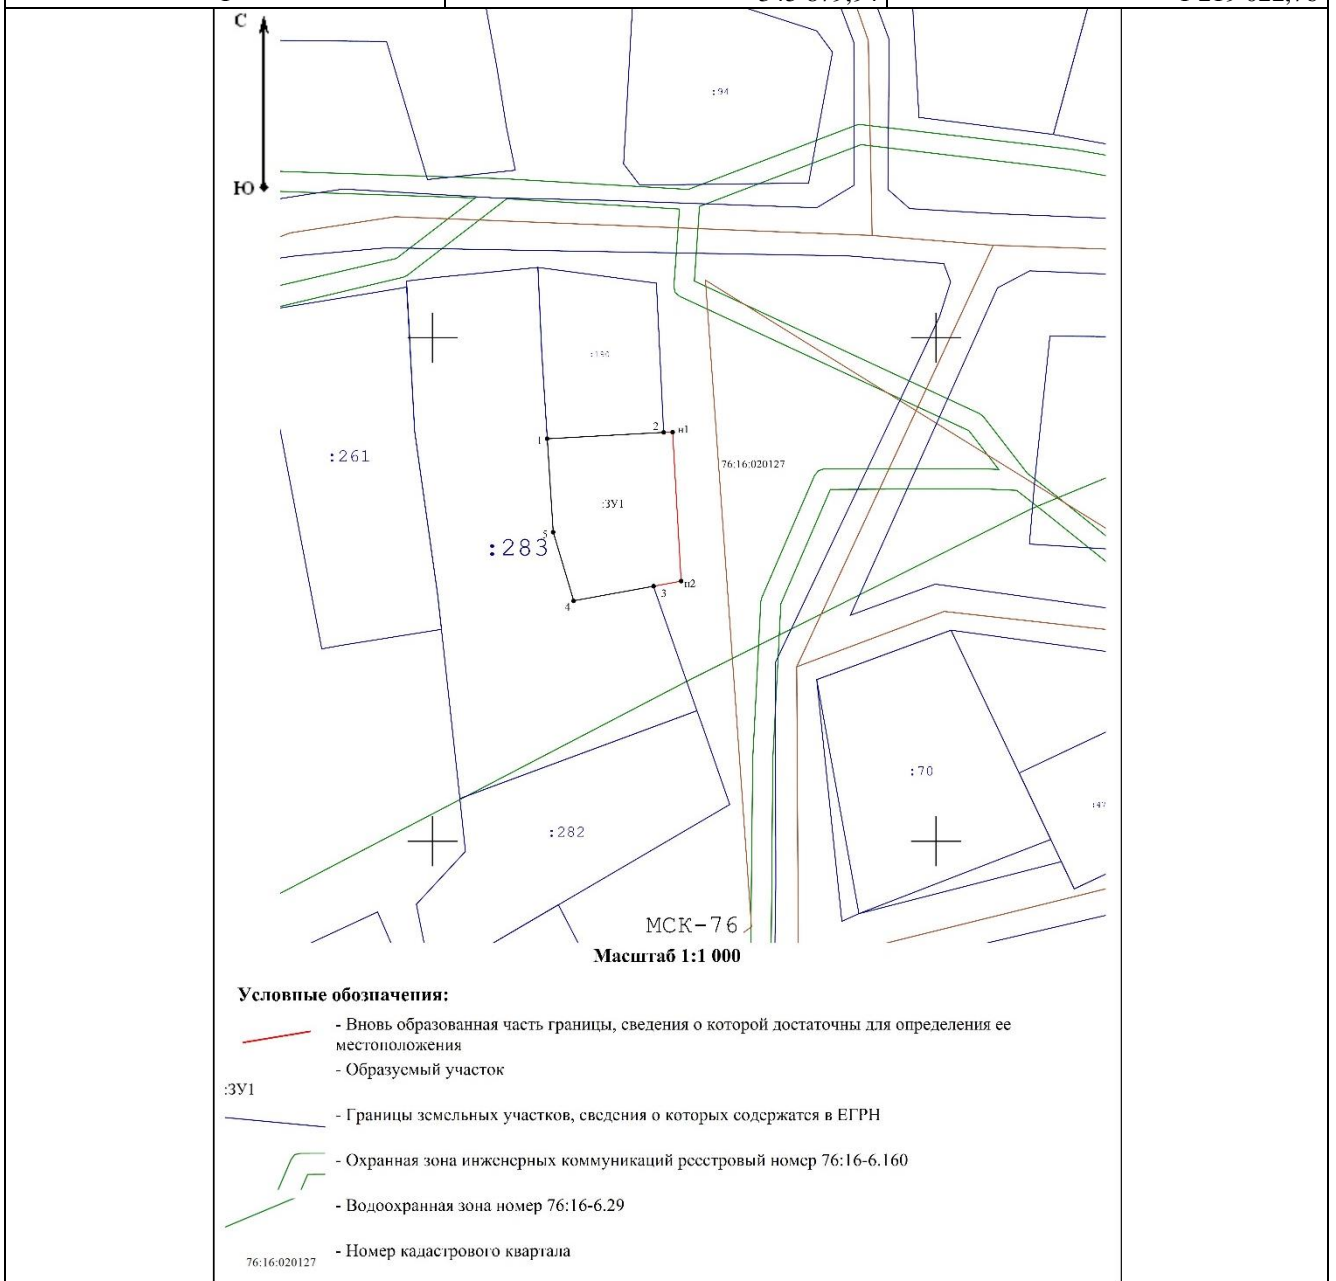 С
:94
Ю
:190
:261
1
2
н1
76:16:020127
:ЗУ1
5
:283
н2
3
4
:70
:47
:282
МСК-76
Масштаб 1:1 000
Условные обозначения:
- Вновь образованная часть границы, сведения о которой достаточны для определения ее
местоположения
- Образуемый участок
:ЗУ1
- Границы земельных участков, сведения о которых содержатся в ЕГРН
- Охранная зона инженерных коммуникаций реестровый номер 76:16-6.160
- Водоохранная зона номер 76:16-6.29
- Номер кадастрового квартала
76:16:020127